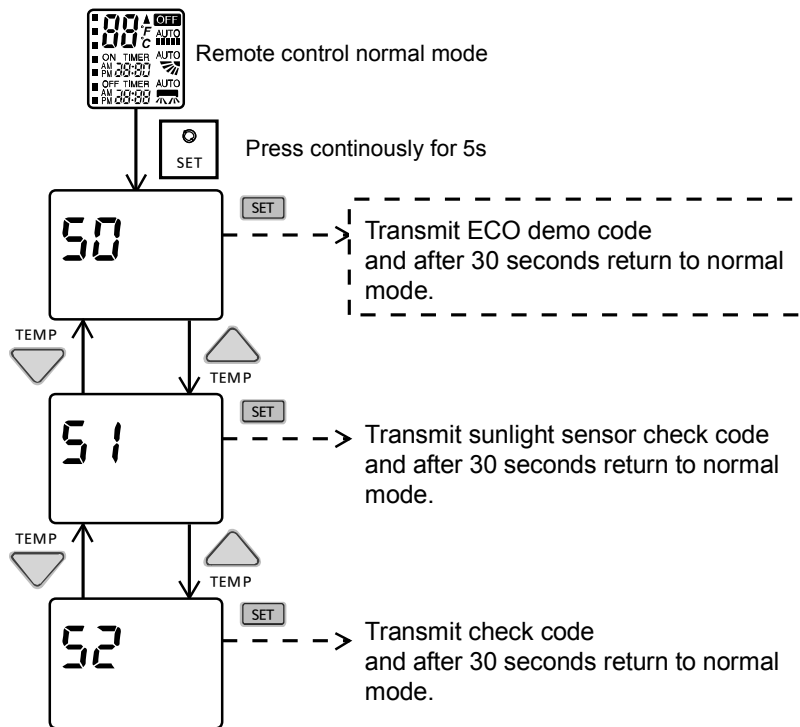 88 °F °C OFF
AUTO
ON TIMER AUTO
AM PM 88:88
OFF TIMER AUTO
AM PM 88:88
Remote control normal mode
SET
Press continously for 5s
S0
SET
Transmit ECO demo code
and after 30 seconds return to normal
mode.
TEMP
TEMP
S1
SET
Transmit sunlight sensor check code
and after 30 seconds return to normal
mode.
TEMP
TEMP
S2
SET
Transmit check code
and after 30 seconds return to normal
mode.